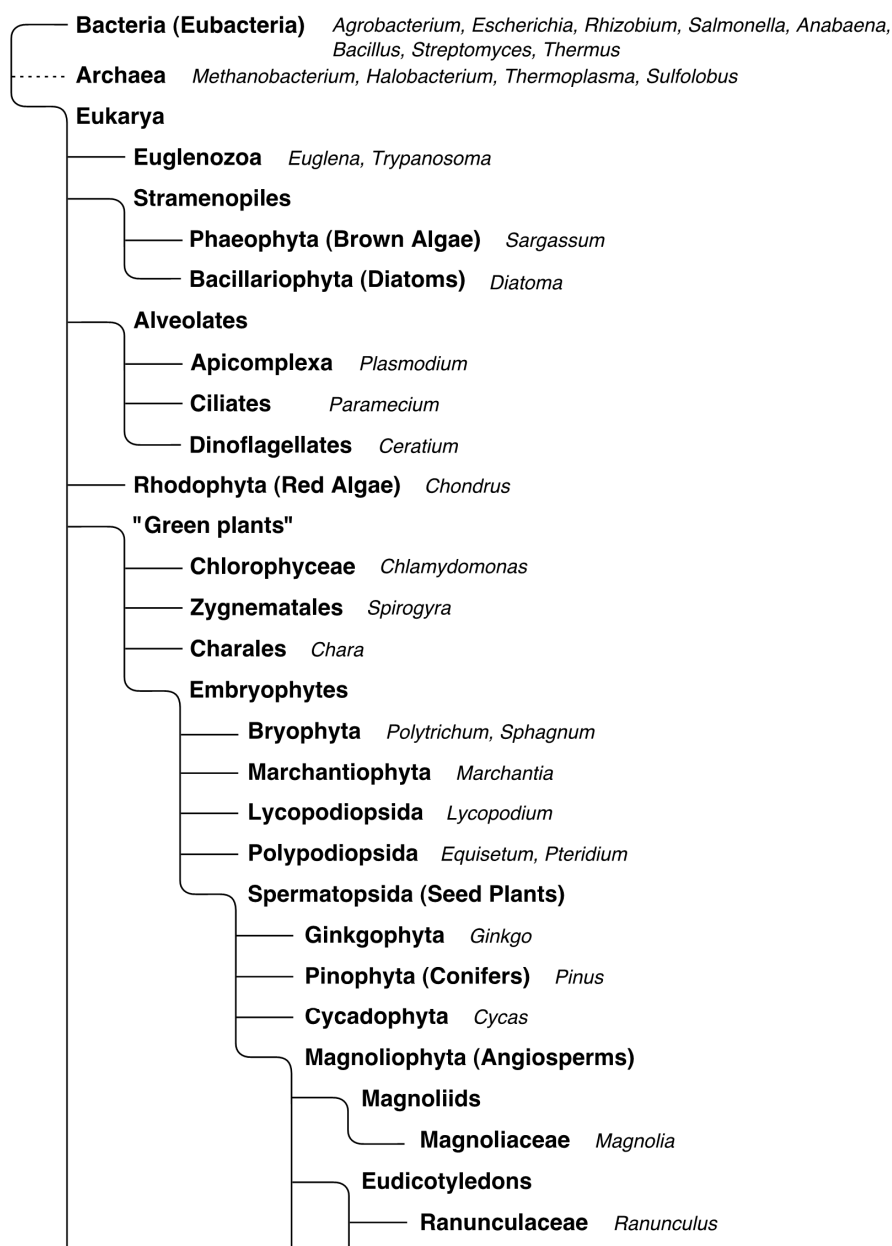 Bacteria (Eubacteria) Agrobacterium, Escherichia, Rhizobium, Salmonella, Anabaena,
Bacillus, Streptomyces, Thermus
Archaea Methanobacterium, Halobacterium, Thermoplasma, Sulfolobus
Eukarya
Euglenozoa Euglena, Trypanosoma
Stramenopiles
Phaeophyta (Brown Algae) Sargassum
Bacillariophyta (Diatoms) Diatoma
Alveolates
Apicomplexa Plasmodium
Ciliates Paramecium
Dinoflagellates Ceratium
Rhodophyta (Red Algae) Chondrus
"Green plants"
Chlorophyceae Chlamydomonas
Zygnematales Spirogyra
Charales Chara
Embryophytes
Bryophyta Polytrichum, Sphagnum
Marchantiophyta Marchantia
Lycopodiopsida Lycopodium
Polypodiopsida Equisetum, Pteridium
Spermatopsida (Seed Plants)
Ginkgophyta Ginkgo
Pinophyta (Conifers) Pinus
Cycadophyta Cycas
Magnoliophyta (Angiosperms)
Magnoliids
Magnoliaceae Magnolia
Eudicotyledons
Ranunculaceae Ranunculus